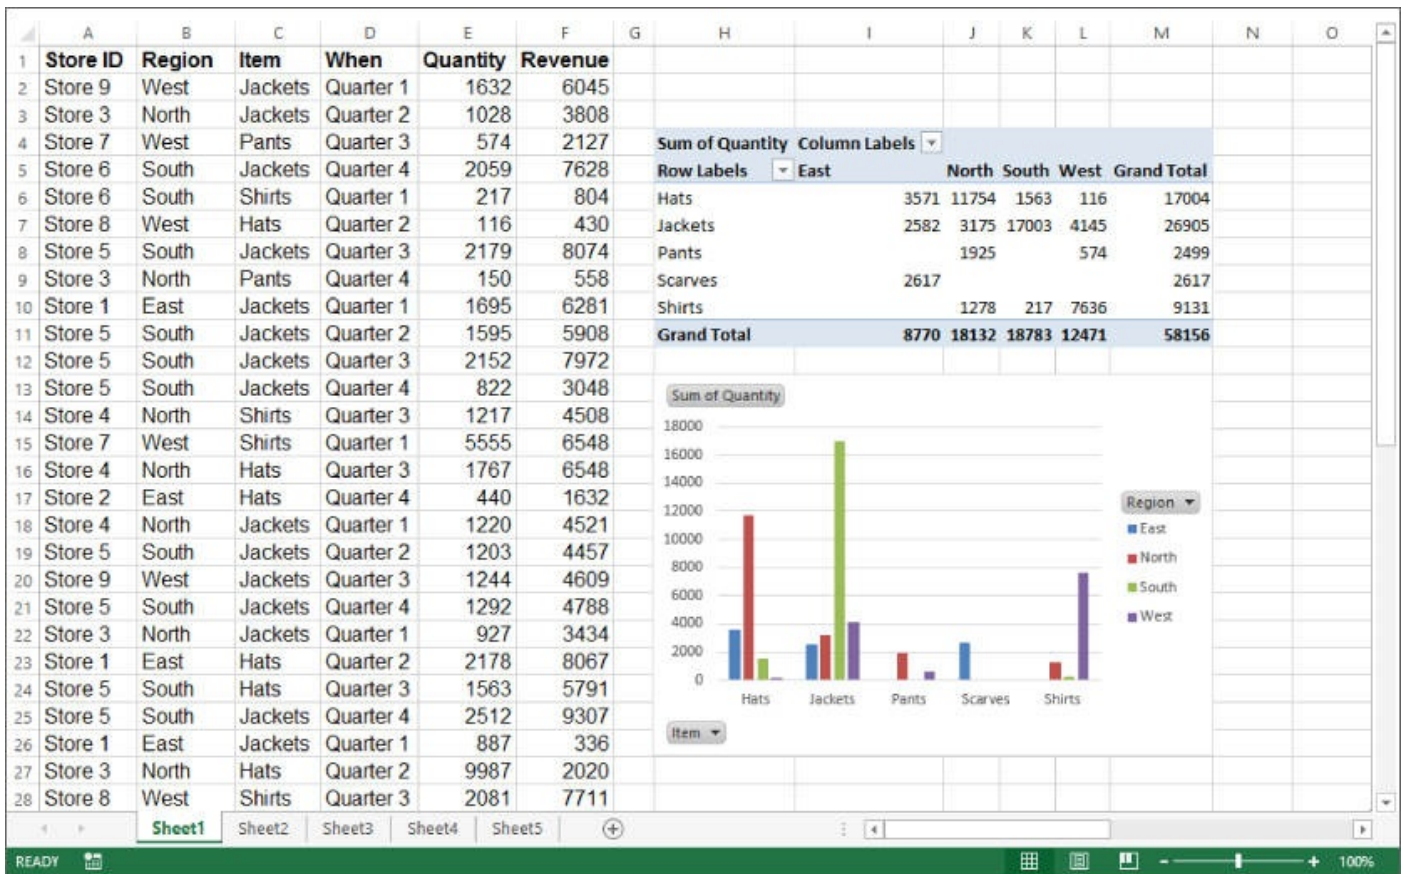 A B C D E F G H I J K L M N O
1 Store ID Region Item When Quantity Revenue
2 Store 9 West Jackets Quarter 1 1632 6045
3 Store 3 North Jackets Quarter 2 1028 3808
4 Store 7 West Pants Quarter 3 574 2127 Sum of Quantity Column Labels
5 Store 6 South Jackets Quarter 4 2059 7628 Row Labels East North South West Grand Total
6 Store 6 South Shirts Quarter 1 217 804 Hats 3571 11754 1563 116 17004
7 Store 8 West Hats Quarter 2 116 430 Jackets 2582 3175 17003 4145 26905
8 Store 5 South Jackets Quarter 3 2179 8074 Pants 1925 574 2499
9 Store 3 North Pants Quarter 4 150 558 Scarves 2617 2617
10 Store 1 East Jackets Quarter 1 1695 6281 Shirts 1278 217 7636 9131
11 Store 5 South Jackets Quarter 2 1595 5908 Grand Total 8770 18132 18783 12471 58156
12 Store 5 South Jackets Quarter 3 2152 7972
13 Store 5 South Jackets Quarter 4 822 3048
14 Store 4 North Shirts Quarter 3 1217 4508
15 Store 7 West Shirts Quarter 1 5555 6548
16 Store 4 North Hats Quarter 3 1767 6548
17 Store 2 East Hats Quarter 4 440 1632
18 Store 4 North Jackets Quarter 1 1220 4521
19 Store 5 South Jackets Quarter 2 1203 4457
20 Store 9 West Jackets Quarter 3 1244 4609
21 Store 5 South Jackets Quarter 4 1292 4788
22 Store 3 North Jackets Quarter 1 927 3434
23 Store 1 East Hats Quarter 2 2178 8067
24 Store 5 South Hats Quarter 3 1563 5791
25 Store 5 South Jackets Quarter 4 2512 9307
26 Store 1 East Jackets Quarter 1 887 336
27 Store 3 North Hats Quarter 2 9987 2020
28 Store 8 West Shirts Quarter 3 2081 7711
Sum of Quantity
18000
16000
14000
12000
10000
8000
6000
4000
2000
0
Hats Jackets Pants Scarves Shirts
Region
East
North
South
West
Item
Sheet1 Sheet2 Sheet3 Sheet4 Sheet5
READY 100%